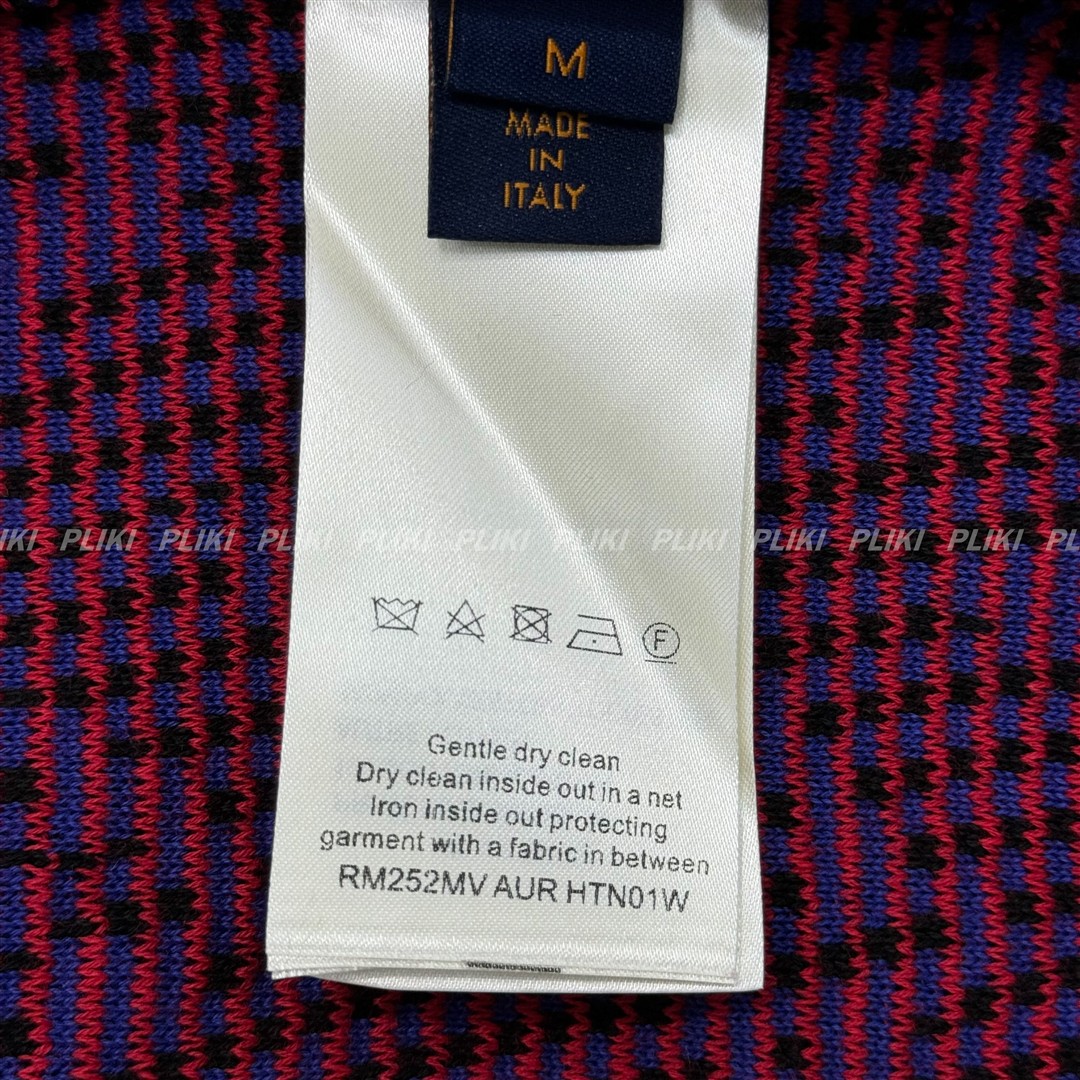 M
MADE
IN
ITALY
PLIKI PLIKI PLIKI PLIKI PLIKI PLIKI PLIKI PLIKI PLIKI PLIKI
F
Gentle dry clean
Dry clean inside out in a net
Iron inside out protecting
garment with a fabric in between
RM252MV AUR HTN01W